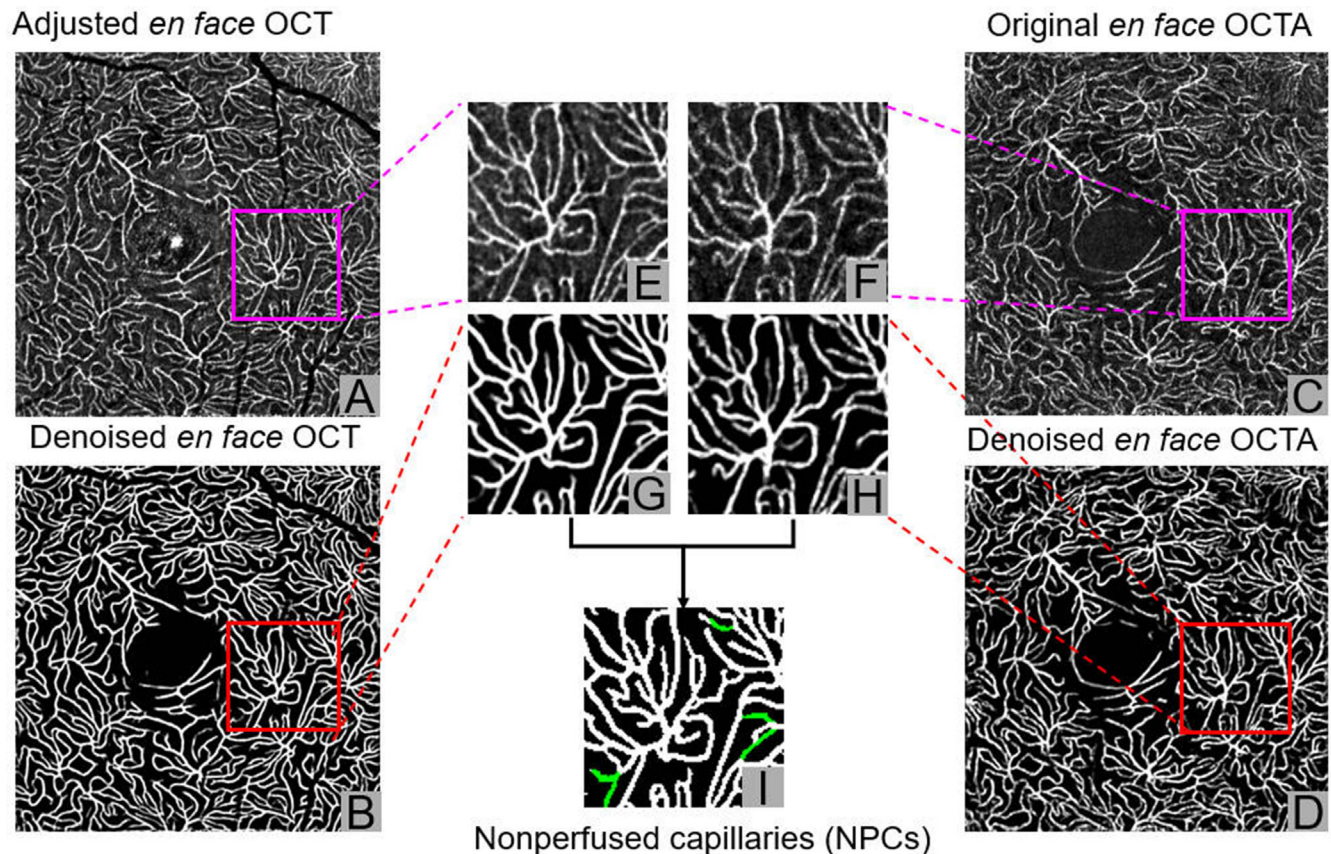 Adjusted en face OCT
Original en face OCTA
A
E
F
C
Denoised en face OCT
Denoised en face OCTA
G
H
B
I
D
Nonperfused capillaries (NPCs)